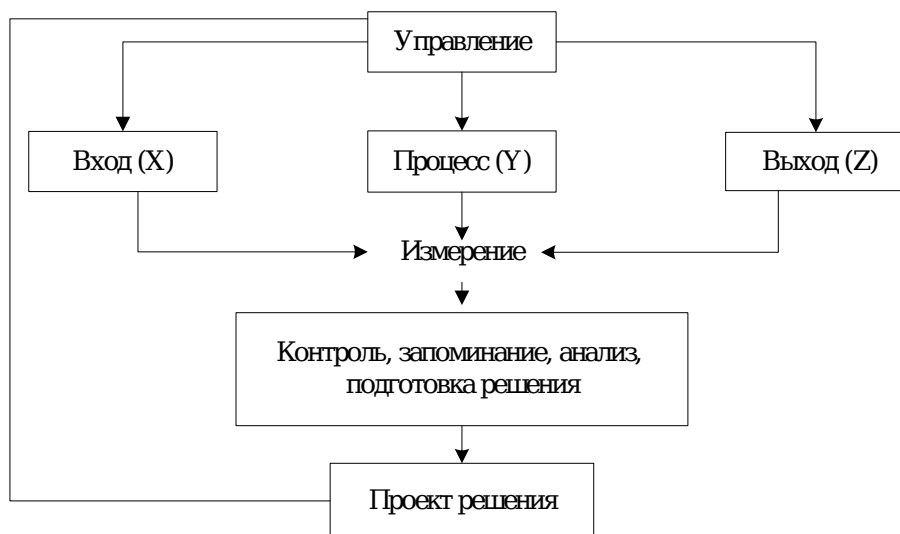 Управление
Вход (X)
Процесс (Y)
Выход (Z)
Измерение
Контроль, запоминание, анализ,
подготовка решения
Проект решения